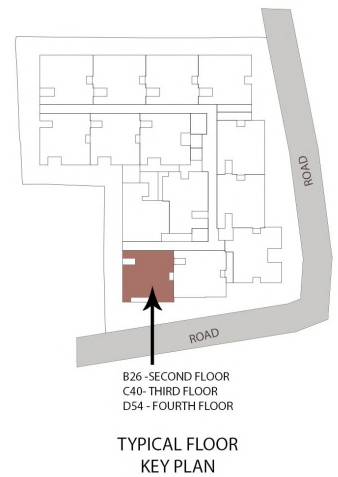 ROAD
ROAD
B26 -SECOND FLOOR
C40- THIRD FLOOR
D54 - FOURTH FLOOR
TYPICAL FLOOR
KEY PLAN